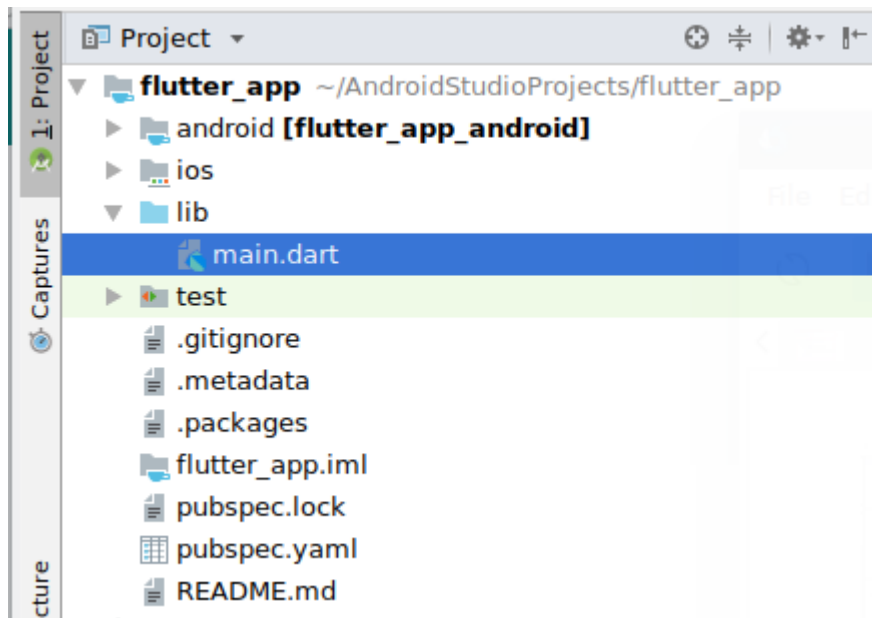 Project
flutter_app ~/AndroidStudioProjects/flutter_app
android [flutter_app_android]
ios
lib
main.dart
test
.gitignore
.metadata
.packages
flutter_app.iml
pubspec.lock
pubspec.yaml
README.md
1: Project
Captures
cture
File Ed